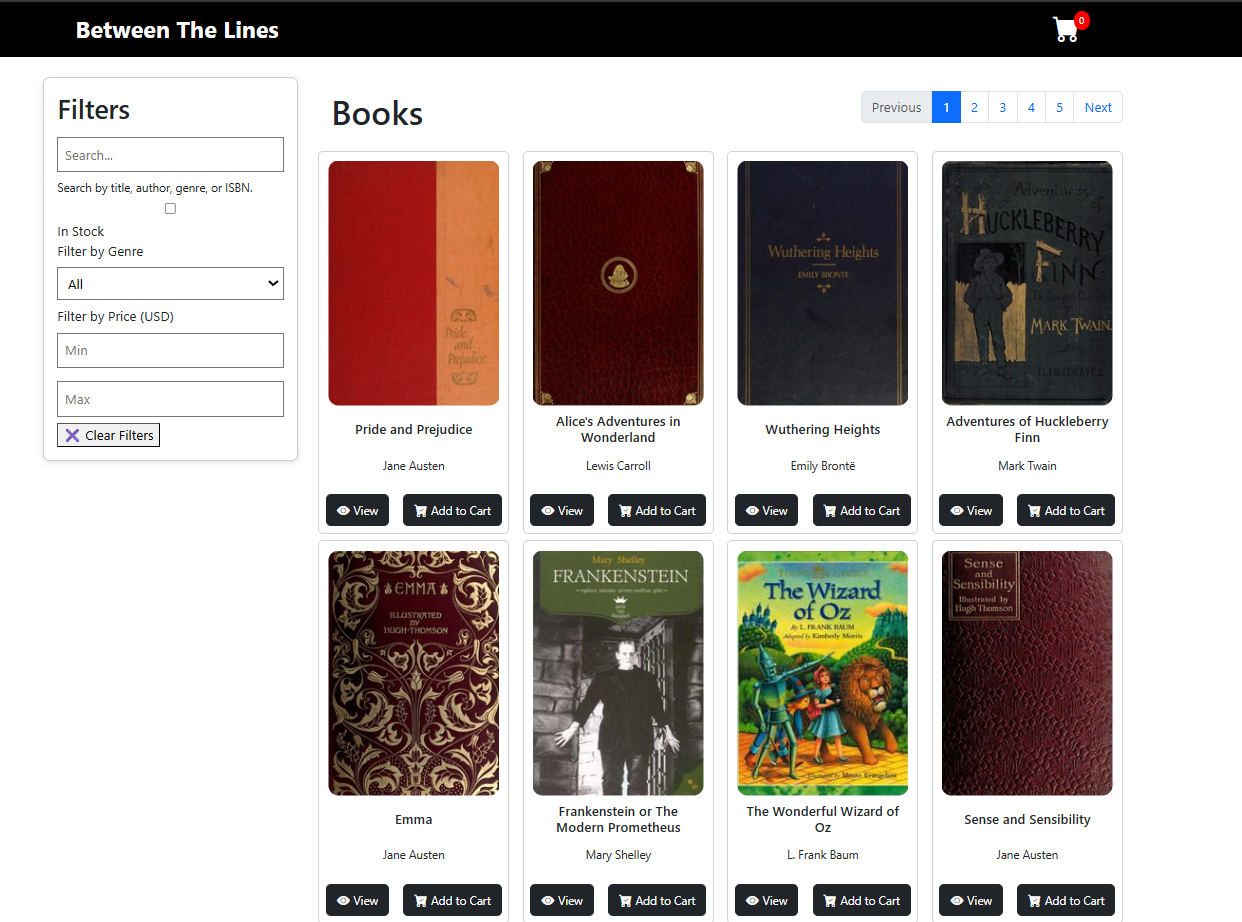 Between The Lines
0
Filters
Search...
Search by title, author, genre, or ISBN.
In Stock
Filter by Genre
All
Filter by Price (USD)
Min
Max
Clear Filters
Books
Previous 1 2 3 4 5 Next
Pride
and
Prejudice
Pride and Prejudice
Jane Austen
View Add to Cart
Alice's Adventures in
Wonderland
Lewis Carroll
View Add to Cart
Wuthering Heights
EMILY BRONTE
Wuthering Heights
Emily Brontë
View Add to Cart
Adventures
of
HUCKLEBERRY
FINN
MARK TWAIN.
ILLUSTRATED.
Adventures of Huckleberry
Finn
Mark Twain
View Add to Cart
EMMA
ILLUSTRATED
BY
HUGH·THOMSON
Emma
Jane Austen
View Add to Cart
Mary Shelley
FRANKENSTEIN
Frankenstein or The
Modern Prometheus
Mary Shelley
View Add to Cart
The Wizard
of Oz
By L. FRANK BAUM
Adapted by Kimberly Morris
Illustrated by Mauro Evangelista
The Wonderful Wizard of
Oz
L. Frank Baum
View Add to Cart
Sense
and
Sensibility
Illustrated by
Hugh Thomson
Sense and Sensibility
Jane Austen
View Add to Cart